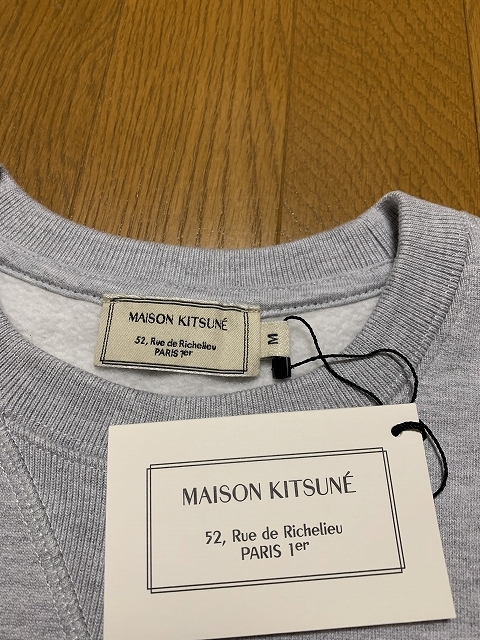 MAISON KITSUNÉ
52, Rue de Richelieu
PARIS 1er
M
MAISON KITSUNÉ
52, Rue de Richelieu
PARIS 1er